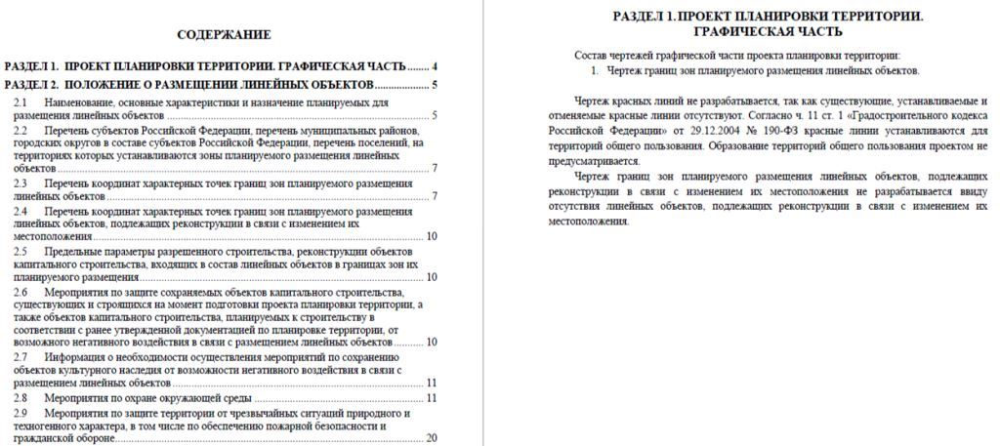 СОДЕРЖАНИЕ
РАЗДЕЛ 1. ПРОЕКТ ПЛАНИРОВКИ ТЕРРИТОРИИ. ГРАФИЧЕСКАЯ ЧАСТЬ ........ 4
РАЗДЕЛ 2. ПОЛОЖЕНИЕ О РАЗМЕЩЕНИИ ЛИНЕЙНЫХ ОБЪЕКТОВ ................ 5
2.1 Наименование, основные характеристики и назначение планируемых для
размещения линейных объектов ................ 5
2.2 Перечень субъектов Российской Федерации, перечень муниципальных районов,
городских округов в составе субъектов Российской Федерации, перечень поселений, на
территориях которых устанавливаются зоны планируемого размещения линейных
объектов ................ 7
2.3 Перечень координат характерных точек границ зон планируемого размещения
линейных объектов ................ 7
2.4 Перечень координат характерных точек границ зон планируемого размещения
линейных объектов, подлежащих реконструкции в связи с изменением их
местоположения ................ 10
2.5 Предельные параметры разрешенного строительства, реконструкции объектов
капитального строительства, входящих в состав линейных объектов в границах зон их
планируемого размещения ................ 10
2.6 Мероприятия по защите сохраняемых объектов капитального строительства,
существующих и строящихся на момент подготовки проекта планировки территории, а
также объектов капитального строительства, планируемых к строительству в
соответствии с ранее утвержденной документацией по планировке территории, от
возможного негативного воздействия в связи с размещением линейных объектов ........... 10
2.7 Информация о необходимости осуществления мероприятий по сохранению
объектов культурного наследия от возможности негативного воздействия в связи с
размещением линейных объектов ................ 11
2.8 Мероприятия по охране окружающей среды ................ 11
2.9 Мероприятия по защите территории от чрезвычайных ситуаций природного и
техногенного характера, в том числе по обеспечению пожарной безопасности и
гражданской обороне ................ 20
РАЗДЕЛ 1. ПРОЕКТ ПЛАНИРОВКИ ТЕРРИТОРИИ.
ГРАФИЧЕСКАЯ ЧАСТЬ
Состав чертежей графической части проекта планировки территории:
1. Чертеж границ зон планируемого размещения линейных объектов.
Чертеж красных линий не разрабатывается, так как существующие, устанавливаемые и
отменяемые красные линии отсутствуют. Согласно ч. 11 ст. 1 «Градостроительного кодекса
Российской Федерации» от 29.12.2004 № 190-ФЗ красные линии устанавливаются для
территорий общего пользования. Образование территорий общего пользования проектом не
предусматривается.
Чертеж границ зон планируемого размещения линейных объектов, подлежащих
реконструкции в связи с изменением их местоположения не разрабатывается ввиду
отсутствия линейных объектов, подлежащих реконструкции в связи с изменением их
местоположения.